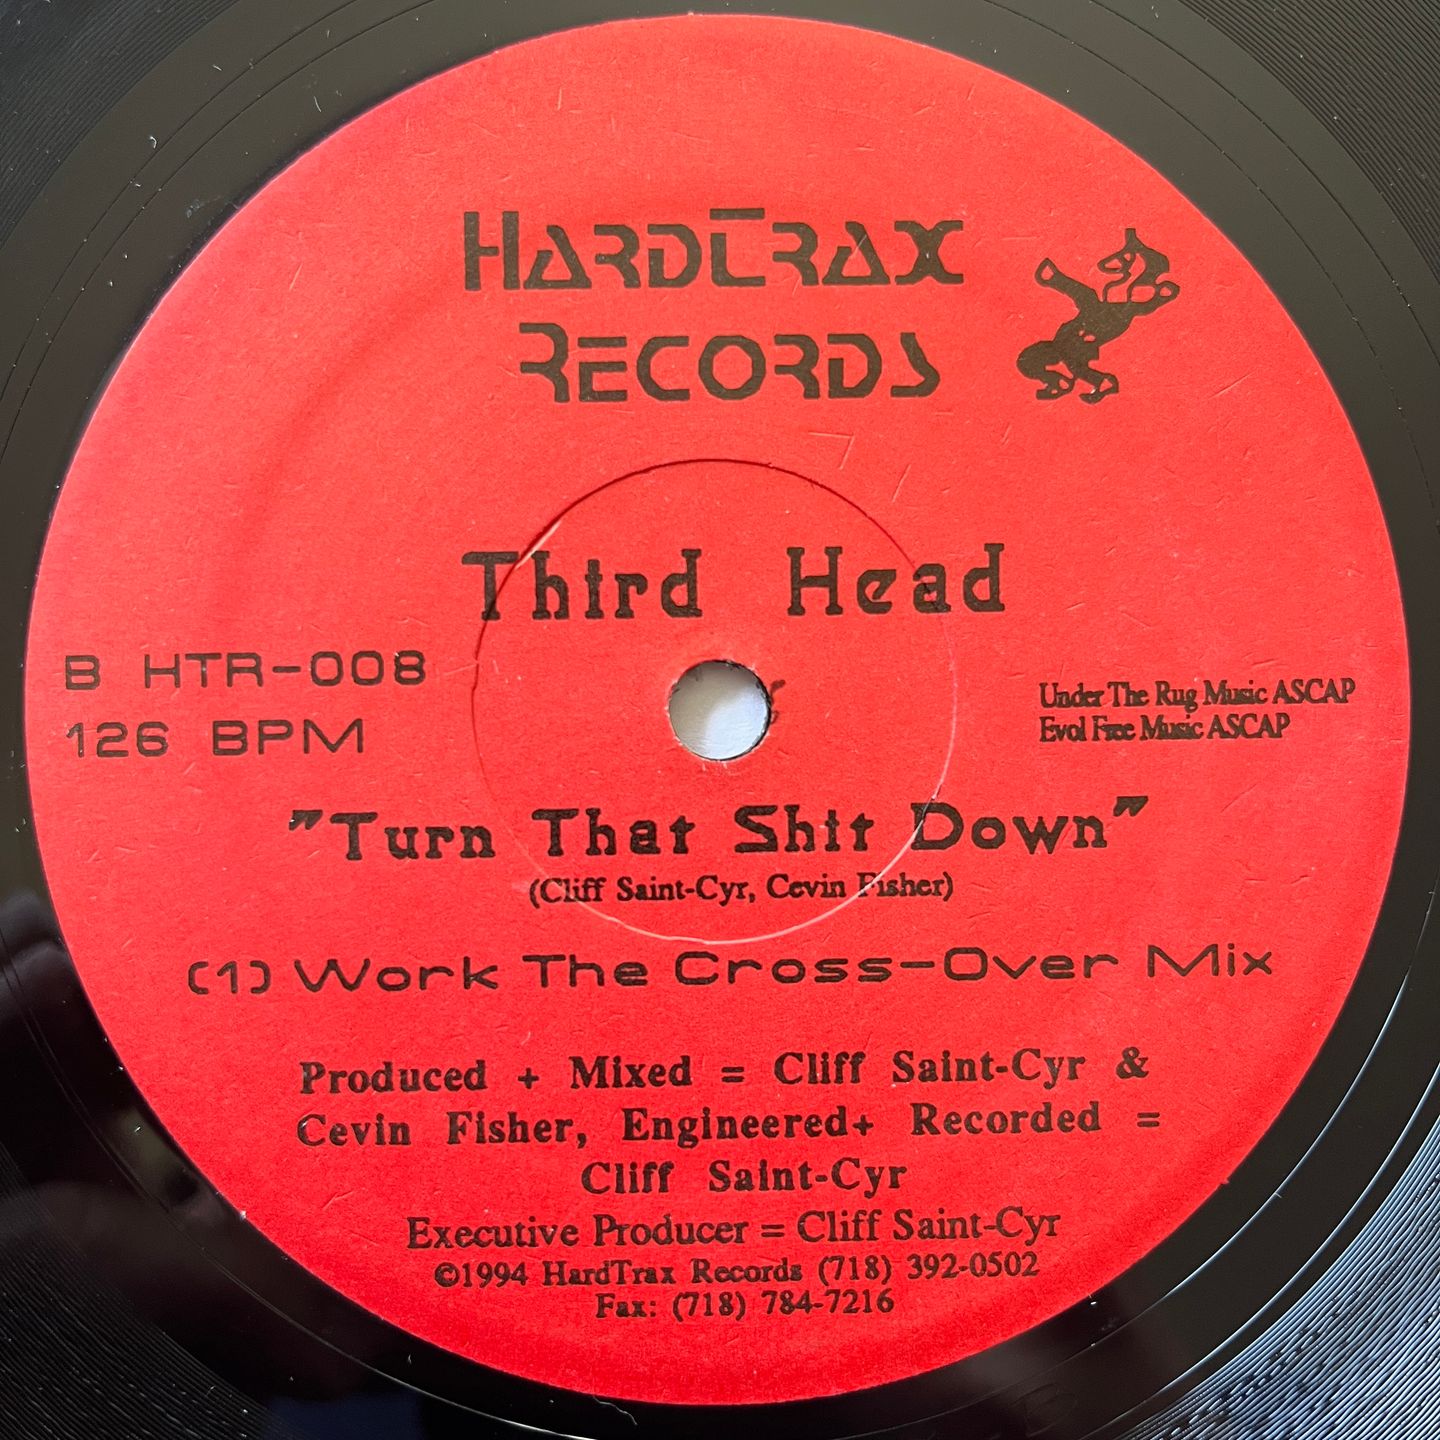 HARDTRAX
RECORDS
Third Head
B HTR-008
126 BPM
Under The Rug Music ASCAP
Evol Free Music ASCAP
"Turn That Shit Down"
(Cliff Saint-Cyr, Cevin Fisher)
(1) Work The Cross-Over Mix
Produced + Mixed = Cliff Saint-Cyr &
Cevin Fisher, Engineered+ Recorded =
Cliff Saint-Cyr
Executive Producer = Cliff Saint-Cyr
©1994 HardTrax Records (718) 392-0502
Fax: (718) 784-7216